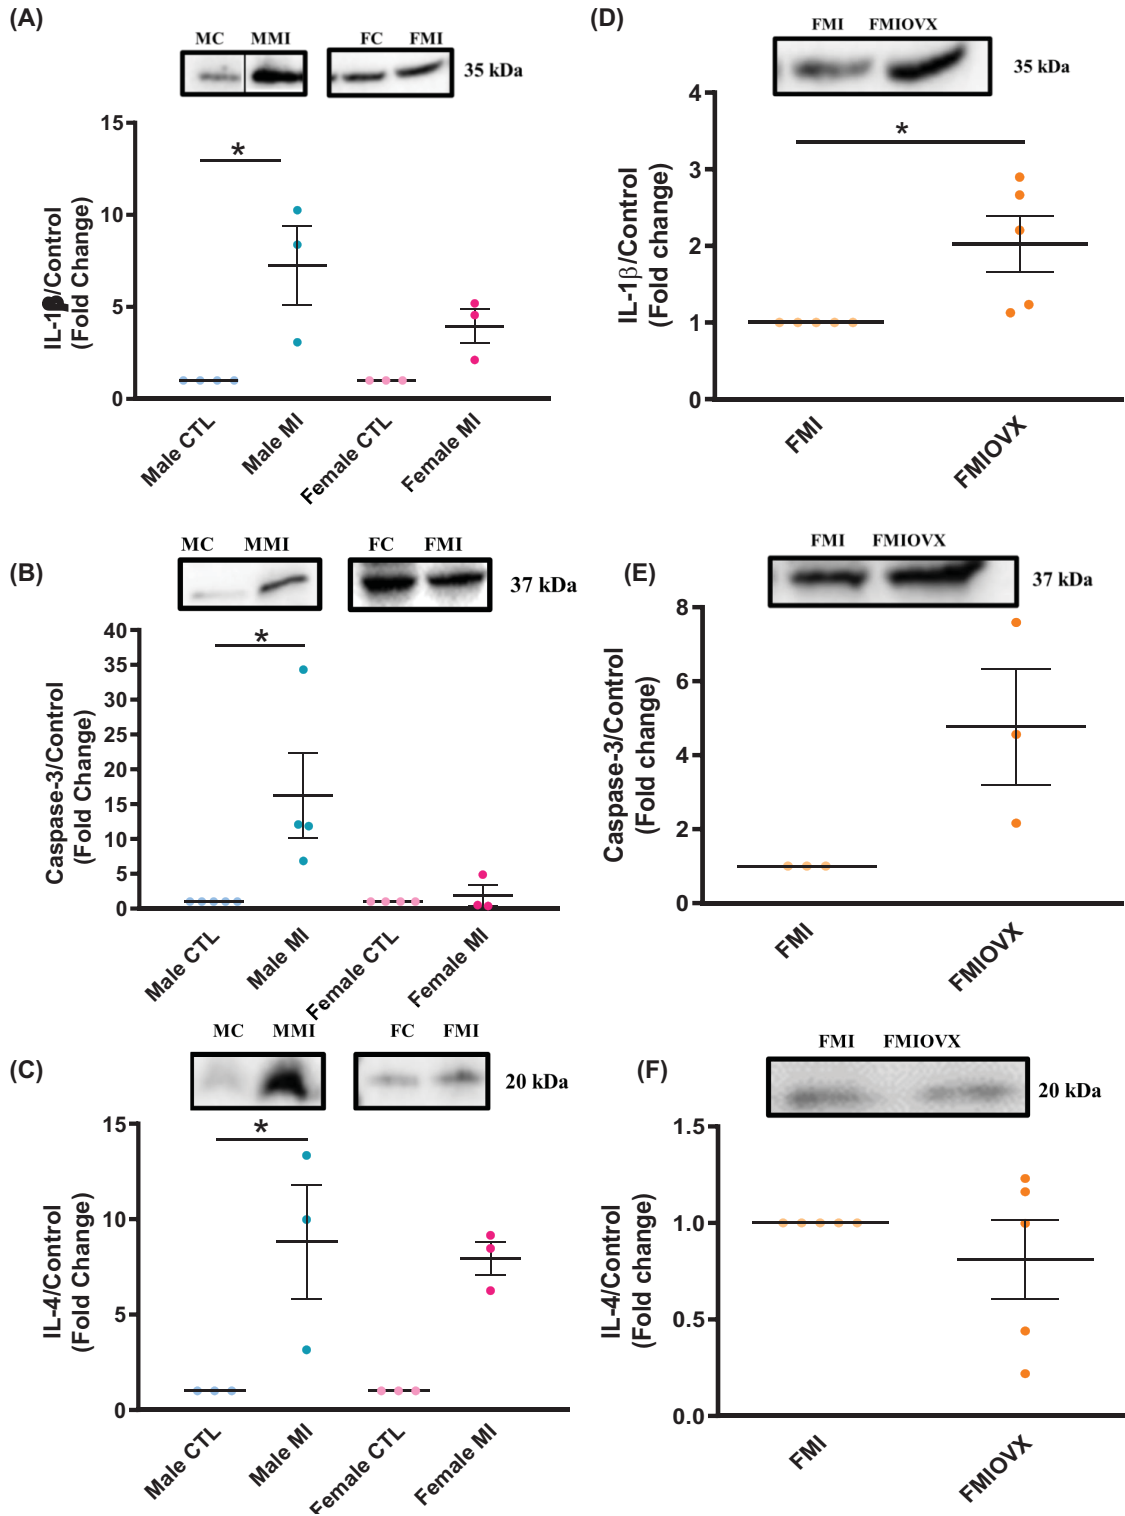 (A)
MC MMI FC FMI
35 kDa
15
10
5
0
IL-1β/Control
(Fold Change)
*
Male CTL
Male MI
Female CTL
Female MI
(D)
FMI FMIOVX
35 kDa
4
3
2
1
0
IL-1β/Control
(Fold change)
*
FMI
FMIOVX
(B)
MC MMI FC FMI
37 kDa
40
35
30
25
20
15
10
5
0
Caspase-3/Control
(Fold Change)
*
Male CTL
Male MI
Female CTL
Female MI
(E)
FMI FMIOVX
37 kDa
8
6
4
2
0
Caspase-3/Control
(Fold change)
FMI
FMIOVX
(C)
MC MMI FC FMI
20 kDa
15
10
5
0
IL-4/Control
(Fold Change)
*
Male CTL
Male MI
Female CTL
Female MI
(F)
FMI FMIOVX
20 kDa
1.5
1.0
0.5
0.0
IL-4/Control
(Fold change)
FMI
FMIOVX